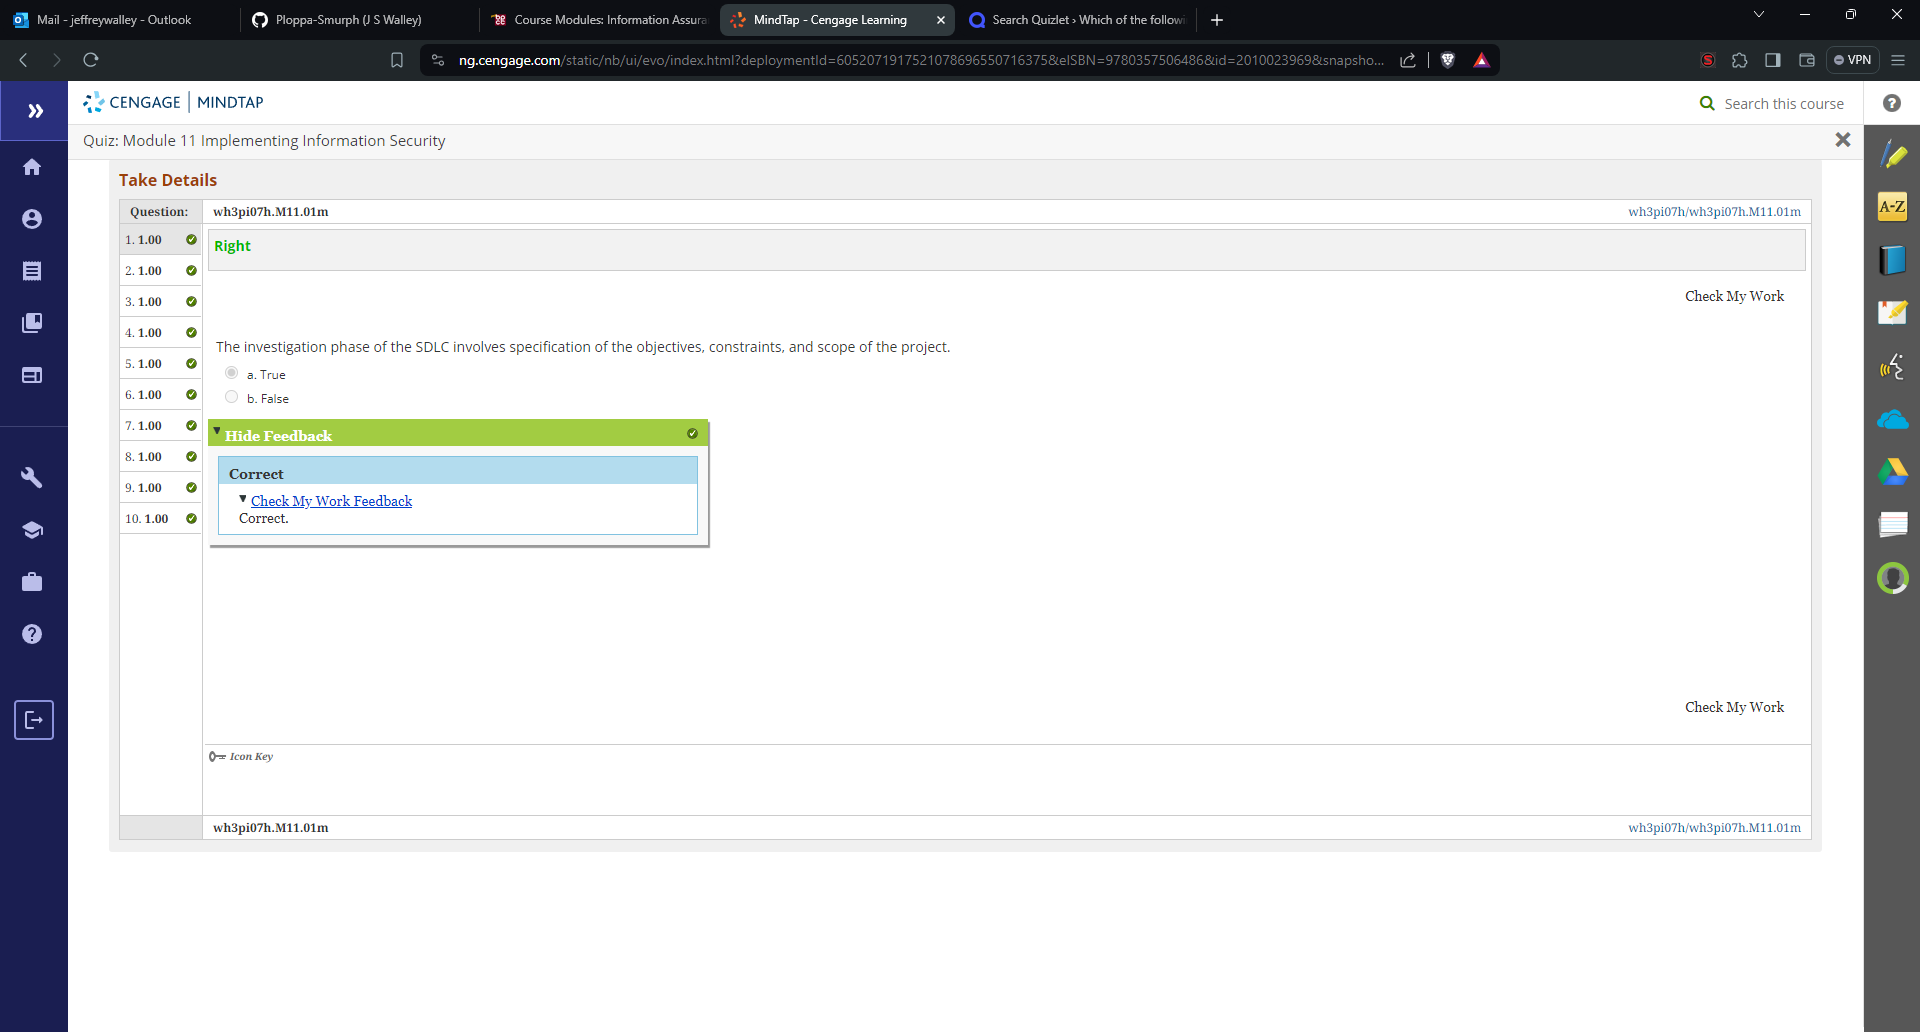 Mail - jeffreywalley - Outlook
Ploppa-Smurph (J S Walley)
Course Modules: Information Assura
MindTap - Cengage Learning
Search Quizlet › Which of the followi
ng.cengage.com/static/nb/ui/evo/index.html?deploymentId=6052071917521078696550716375&eISBN=9780357506486&id=2010023969&snapsho...
VPN
CENGAGE | MINDTAP
Search this course
Quiz: Module 11 Implementing Information Security
Take Details
Question:
wh3pi07h.M11.01m
wh3pi07h/wh3pi07h.M11.01m
1. 1.00
2. 1.00
3. 1.00
4. 1.00
5. 1.00
6. 1.00
7. 1.00
8. 1.00
9. 1.00
10. 1.00
Right
Check My Work
The investigation phase of the SDLC involves specification of the objectives, constraints, and scope of the project.
a. True
b. False
Hide Feedback
Correct
Check My Work Feedback
Correct.
Check My Work
Icon Key
wh3pi07h.M11.01m
wh3pi07h/wh3pi07h.M11.01m
A-Z